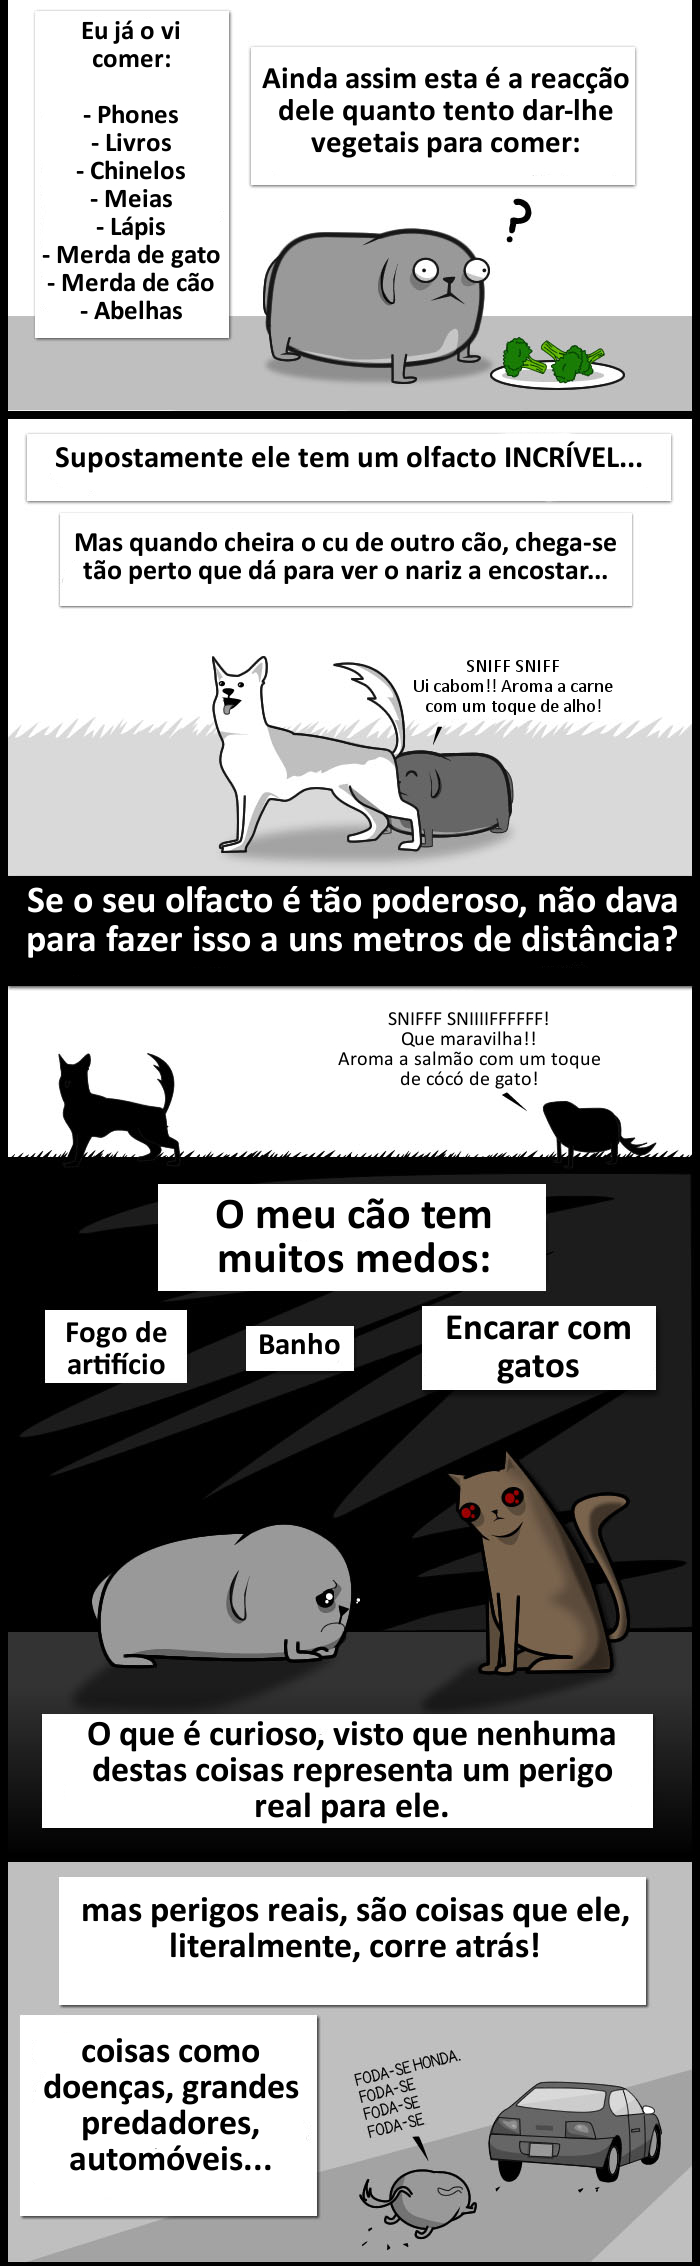 Eu já o vi
comer:
- Phones
- Livros
- Chinelos
- Meias
- Lápis
- Merda de gato
- Merda de cão
- Abelhas
Ainda assim esta é a reacção
dele quanto tento dar-lhe
vegetais para comer:
?
Supostamente ele tem um olfacto INCRÍVEL...
Mas quando cheira o cu de outro cão, chega-se
tão perto que dá para ver o nariz a encostar...
SNIFF SNIFF
Ui cabom!! Aroma a carne
com um toque de alho!
Se o seu olfacto é tão poderoso, não dava
para fazer isso a uns metros de distância?
SNIFFF SNIIIIFFFFFF!
Que maravilha!!
Aroma a salmão com um toque
de cócó de gato!
O meu cão tem
muitos medos:
Fogo de
artifício
Banho
Encarar com
gatos
O que é curioso, visto que nenhuma
destas coisas representa um perigo
real para ele.
mas perigos reais, são coisas que ele,
literalmente, corre atrás!
coisas como
doenças, grandes
predadores,
automóveis...
FODA-SE HONDA.
FODA-SE
FODA-SE
FODA-SE